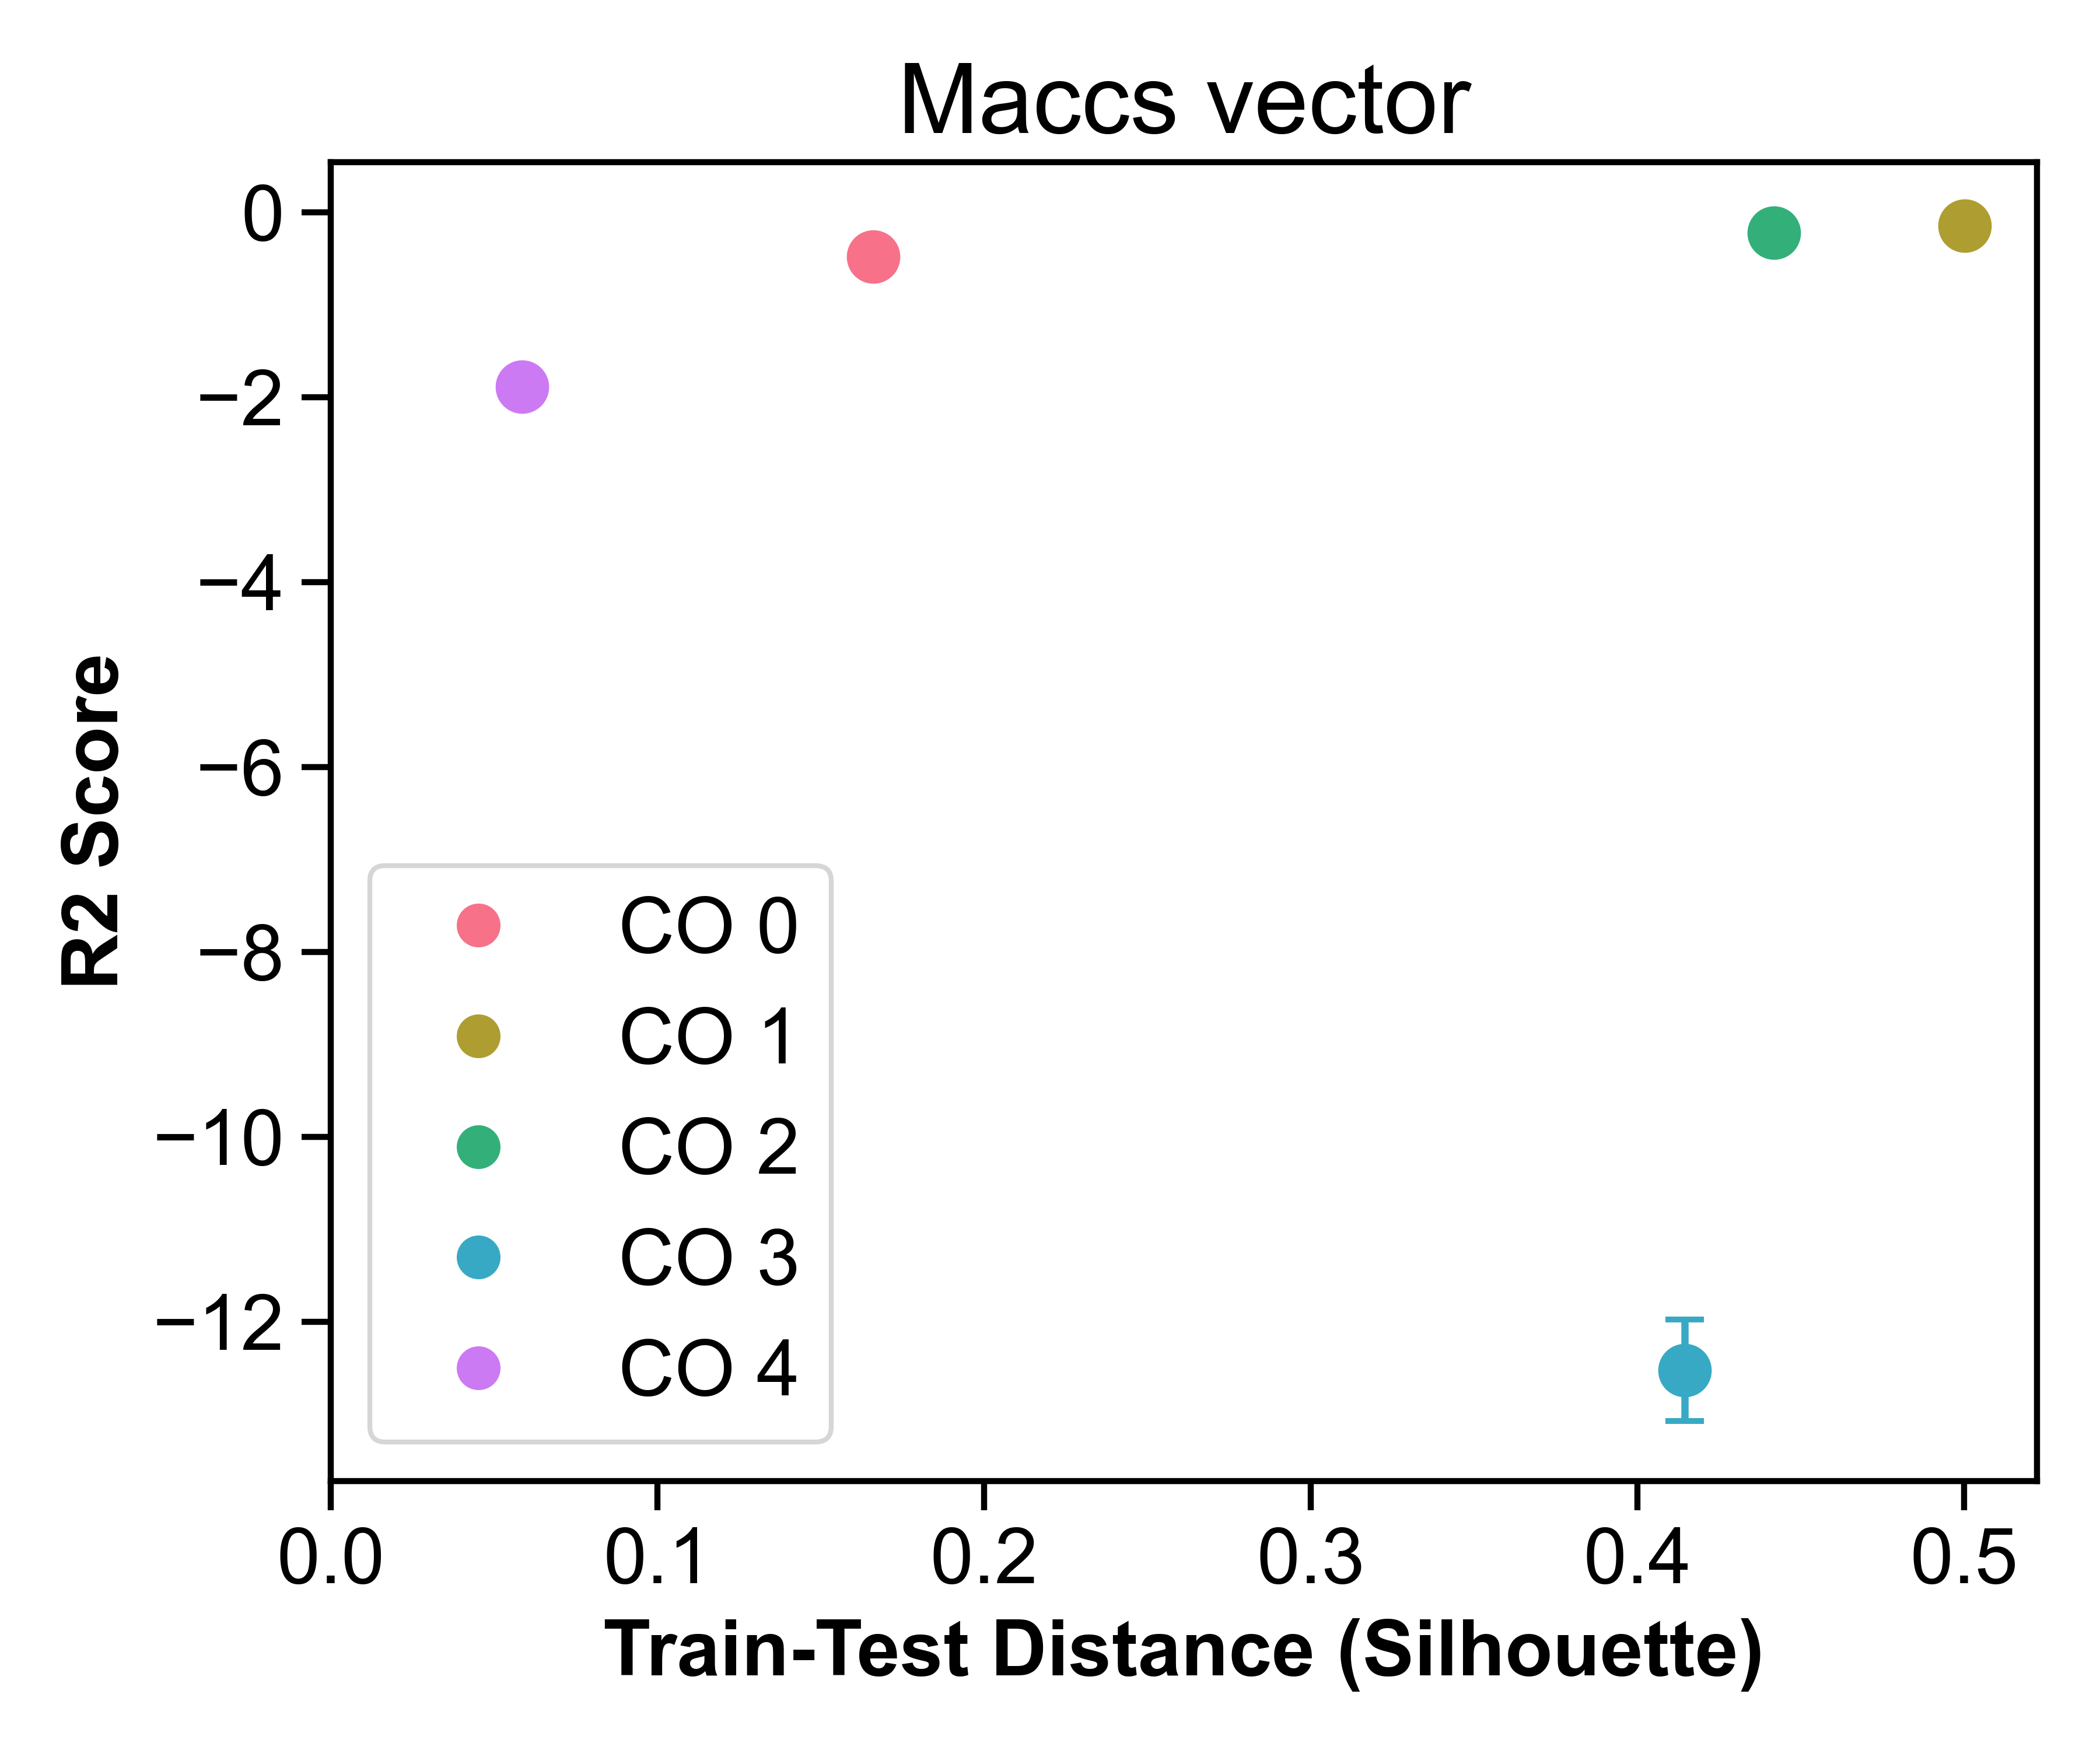 Maccs vector
0
−2
−4
−6
−8
−10
−12
R2 Score
CO 0
CO 1
CO 2
CO 3
CO 4
0.0 0.1 0.2 0.3 0.4 0.5
Train-Test Distance (Silhouette)